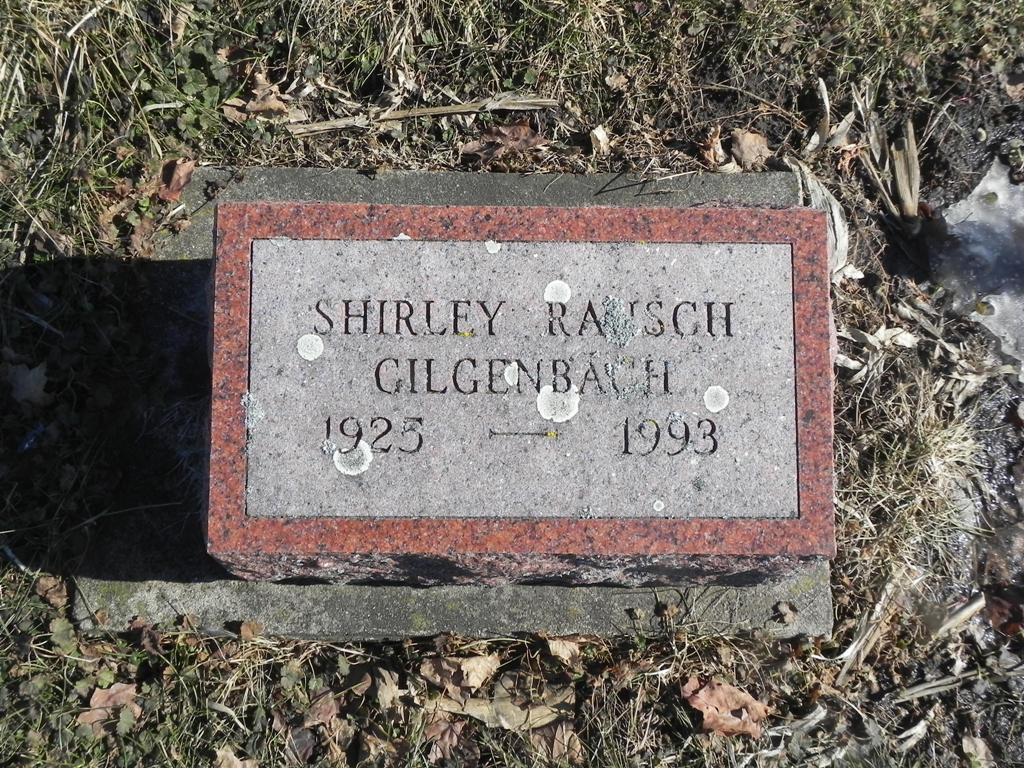 SHIRLEY RAUSCH
GILGENBACH
1925 — 1993